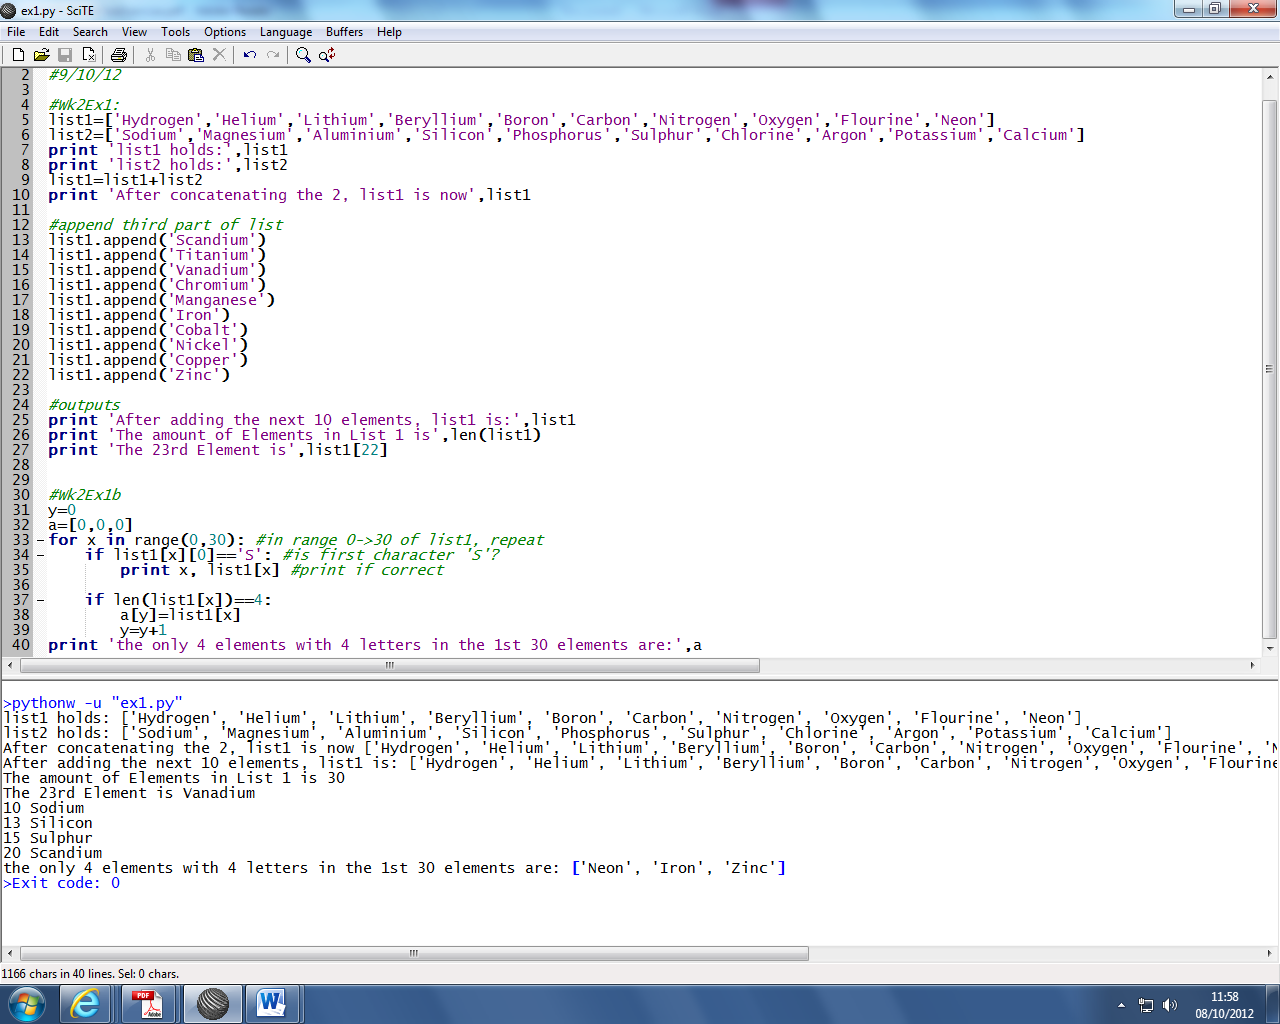 ex1.py - SciTE
File Edit Search View Tools Options Language Buffers Help
2 #9/10/12
3
4 #Wk2Ex1:
5 list1=['Hydrogen','Helium','Lithium','Beryllium','Boron','Carbon','Nitrogen','Oxygen','Flourine','Neon']
6 list2=['Sodium','Magnesium','Aluminium','Silicon','Phosphorus','Sulphur','Chlorine','Argon','Potassium','Calcium']
7 print 'list1 holds:',list1
8 print 'list2 holds:',list2
9 list1=list1+list2
10 print 'After concatenating the 2, list1 is now',list1
11
12 #append third part of list
13 list1.append('Scandium')
14 list1.append('Titanium')
15 list1.append('Vanadium')
16 list1.append('Chromium')
17 list1.append('Manganese')
18 list1.append('Iron')
19 list1.append('Cobalt')
20 list1.append('Nickel')
21 list1.append('Copper')
22 list1.append('Zinc')
23
24 #outputs
25 print 'After adding the next 10 elements, list1 is:',list1
26 print 'The amount of Elements in List 1 is',len(list1)
27 print 'The 23rd Element is',list1[22]
28
29
30 #Wk2Ex1b
31 y=0
32 a=[0,0,0]
33 for x in range(0,30): #in range 0->30 of list1, repeat
34 if list1[x][0]=='S': #is first character 'S'?
35 print x, list1[x] #print if correct
36
37 if len(list1[x])==4:
38 a[y]=list1[x]
39 y=y+1
40 print 'the only 4 elements with 4 letters in the 1st 30 elements are:',a
>pythonw -u "ex1.py"
list1 holds: ['Hydrogen', 'Helium', 'Lithium', 'Beryllium', 'Boron', 'Carbon', 'Nitrogen', 'Oxygen', 'Flourine', 'Neon']
list2 holds: ['Sodium', 'Magnesium', 'Aluminium', 'Silicon', 'Phosphorus', 'Sulphur', 'Chlorine', 'Argon', 'Potassium', 'Calcium']
After concatenating the 2, list1 is now ['Hydrogen', 'Helium', 'Lithium', 'Beryllium', 'Boron', 'Carbon', 'Nitrogen', 'Oxygen', 'Flourine', 'N
After adding the next 10 elements, list1 is: ['Hydrogen', 'Helium', 'Lithium', 'Beryllium', 'Boron', 'Carbon', 'Nitrogen', 'Oxygen', 'Flourine
The amount of Elements in List 1 is 30
The 23rd Element is Vanadium
10 Sodium
13 Silicon
15 Sulphur
20 Scandium
the only 4 elements with 4 letters in the 1st 30 elements are: ['Neon', 'Iron', 'Zinc']
>Exit code: 0
1166 chars in 40 lines. Sel: 0 chars.
PDF
Adobe
W
11:58
08/10/2012